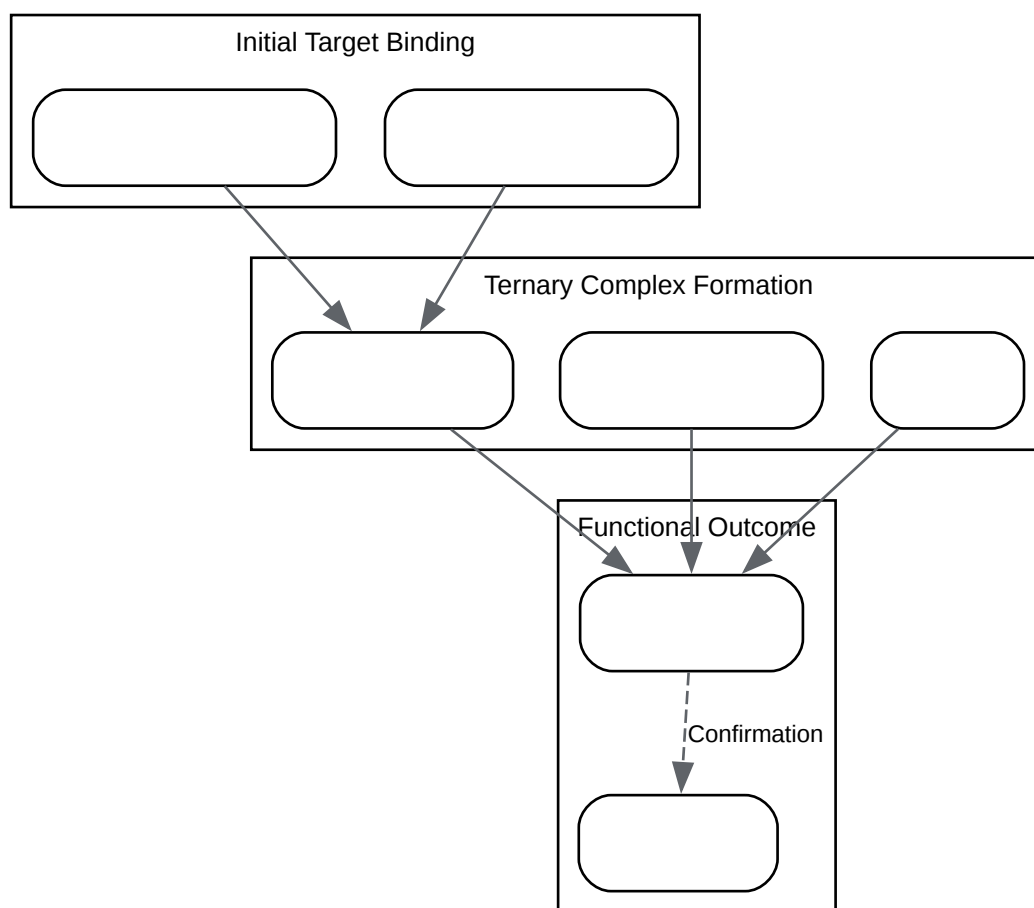 Initial Target Binding
Ternary Complex Formation
Functional Outcome
Confirmation